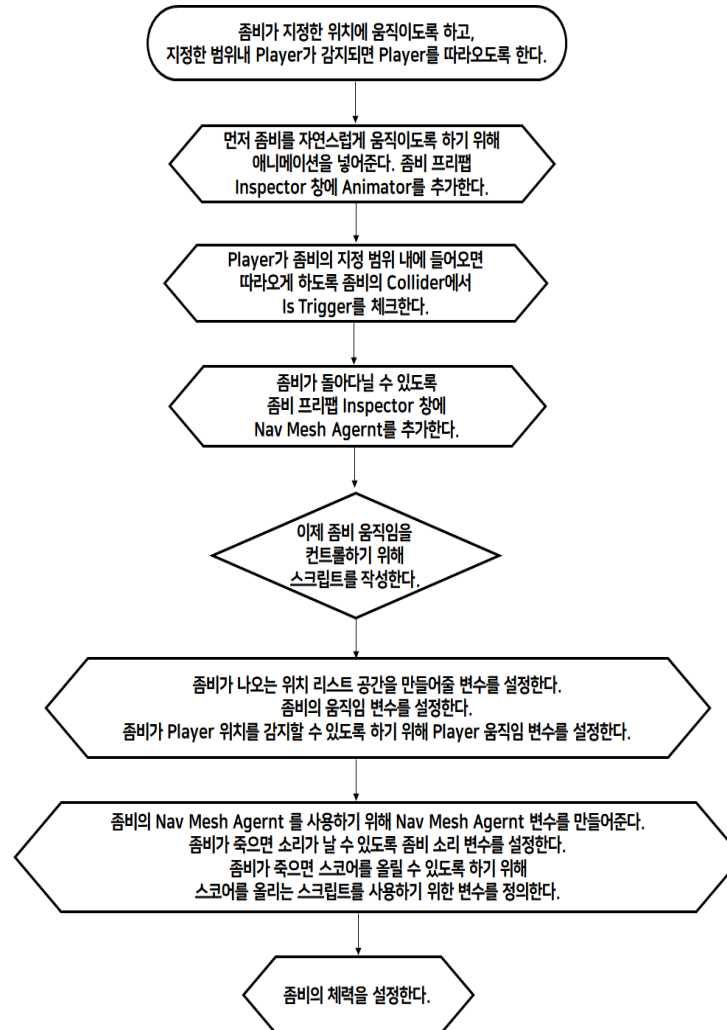 좀비가 지정한 위치에 움직이도록 하고,
지정한 범위내 Player가 감지되면 Player를 따라오도록 한다.
먼저 좀비를 자연스럽게 움직이도록 하기 위해
애니메이션을 넣어준다. 좀비 프리팹
Inspector 창에 Animator를 추가한다.
Player가 좀비의 지정 범위 내에 들어오면
따라오게 하도록 좀비의 Collider에서
Is Trigger를 체크한다.
좀비가 돌아다닐 수 있도록
좀비 프리팹 Inspector 창에
Nav Mesh Agernt를 추가한다.
이제 좀비 움직임을
컨트롤하기 위해
스크립트를 작성한다.
좀비가 나오는 위치 리스트 공간을 만들어줄 변수를 설정한다.
좀비의 움직임 변수를 설정한다.
좀비가 Player 위치를 감지할 수 있도록 하기 위해 Player 움직임 변수를 설정한다.
좀비의 Nav Mesh Agernt 를 사용하기 위해 Nav Mesh Agernt 변수를 만들어준다.
좀비가 죽으면 소리가 날 수 있도록 좀비 소리 변수를 설정한다.
좀비가 죽으면 스코어를 올릴 수 있도록 하기 위해
스코어를 올리는 스크립트를 사용하기 위한 변수를 정의한다.
좀비의 체력을 설정한다.